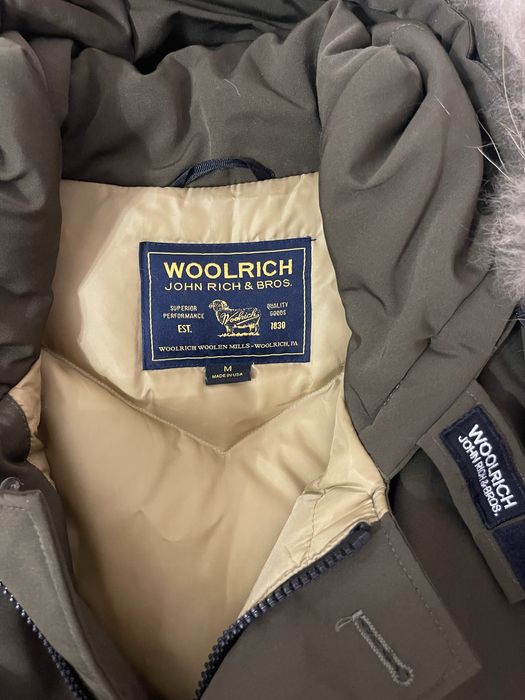 WOOLRICH
JOHN RICH & BROS.
SUPERIOR
PERFORMANCE
QUALITY
GOODS
Woolrich
EST.
1830
WOOLRICH WOOLEN MILLS - WOOLRICH, PA
M
MADE IN USA
WOOLRICH
JOHN RICH & BROS.